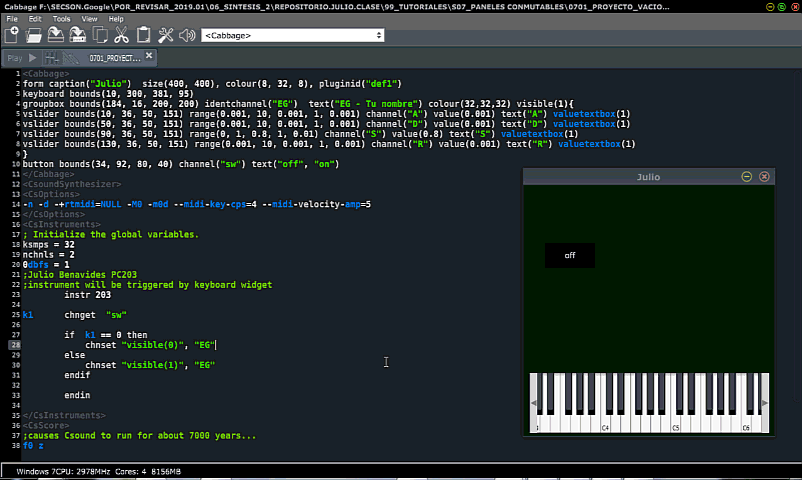 Cabbage F:\SECSON.Google\POR_REVISAR_2019.01\06_SINTESIS_2\REPOSITORIO.JULIO.CLASE\99_TUTORIALES\S07_PANELES CONMUTABLES\0701_PROYECTO_VACIO...
File Edit Tools View Help
<Cabbage>
Play 0701_PROYECT...
1 <Cabbage>
2 form caption("Julio") size(400, 400), colour(8, 32, 8), pluginid("def1")
3 keyboard bounds(10, 300, 381, 95)
4 groupbox bounds(184, 16, 200, 200) identchannel("EG") text("EG - Tu nombre") colour(32,32,32) visible(1){
5 vslider bounds(10, 36, 50, 151) range(0.001, 10, 0.001, 1, 0.001) channel("A") value(0.001) text("A") valuetextbox(1)
6 vslider bounds(50, 36, 50, 151) range(0.001, 10, 0.001, 1, 0.001) channel("D") value(0.001) text("D") valuetextbox(1)
7 vslider bounds(90, 36, 50, 151) range(0, 1, 0.8, 1, 0.01) channel("S") value(0.8) text("S") valuetextbox(1)
8 vslider bounds(130, 36, 50, 151) range(0.001, 10, 0.001, 1, 0.001) channel("R") value(0.001) text("R") valuetextbox(1)
9 }
10 button bounds(34, 92, 80, 40) channel("sw") text("off", "on")
11 </Cabbage>
12 <CsoundSynthesizer>
13 <CsOptions>
14 -n -d -+rtmidi=NULL -M0 -m0d --midi-key-cps=4 --midi-velocity-amp=5
15 </CsOptions>
16 <CsInstruments>
17 ; Initialize the global variables.
18 ksmps = 32
19 nchnls = 2
20 0dbfs = 1
21 ;Julio Benavides PC203
22 ;instrument will be triggered by keyboard widget
23 instr 203
24
25 k1 chnget "sw"
26
27 if k1 == 0 then
28 chnset "visible(0)", "EG"
29 else
30 chnset "visible(1)", "EG"
31 endif
32
33 endin
34
35 </CsInstruments>
36 <CsScore>
37 ;causes Csound to run for about 7000 years...
38 f0 z
Julio
off
C4 C5 C6
Windows 7CPU: 2978MHz Cores: 4 8156MB